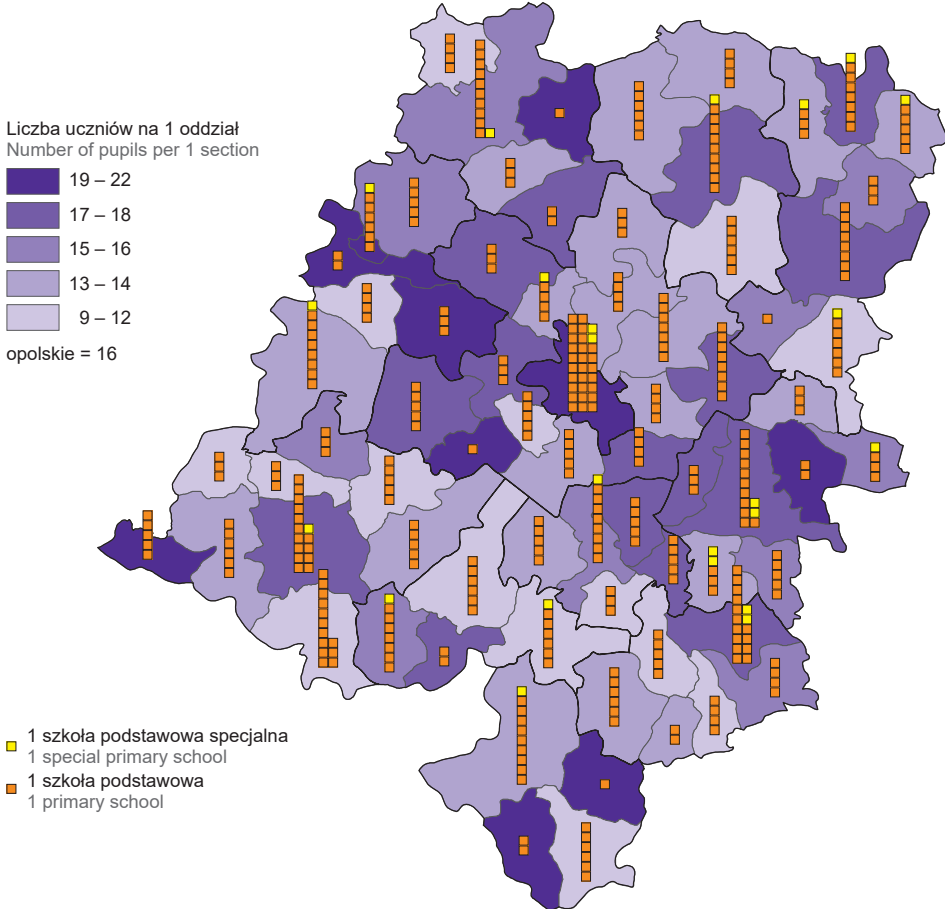 Liczba uczniów na 1 oddział
Number of pupils per 1 section
19 – 22
17 – 18
15 – 16
13 – 14
9 – 12
opolskie = 16
1 szkoła podstawowa specjalna
1 special primary school
1 szkoła podstawowa
1 primary school